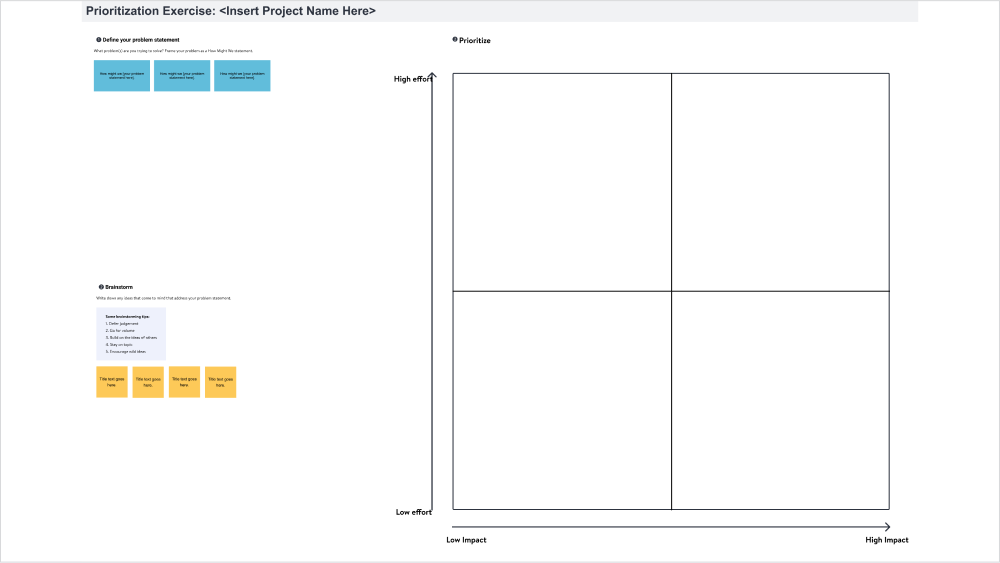 Prioritization Exercise: <Insert Project Name Here>
❶ Define your problem statement
What problem(s) are you trying to solve? Frame your problem as a How Might We statement.
How might we [your problem statement here]
How might we [your problem statement here]
How might we [your problem statement here]
❷ Brainstorm
Write down any ideas that come to mind that address your problem statement.
Some brainstorming tips:
1. Defer judgement
2. Go for volume
3. Build on the ideas of others
4. Stay on topic
5. Encourage wild ideas
Title text goes
here.
Title text goes
here.
This text goes
here.
This text goes
here.
Prioritize
High effort
Low effort
Low Impact
High Impact